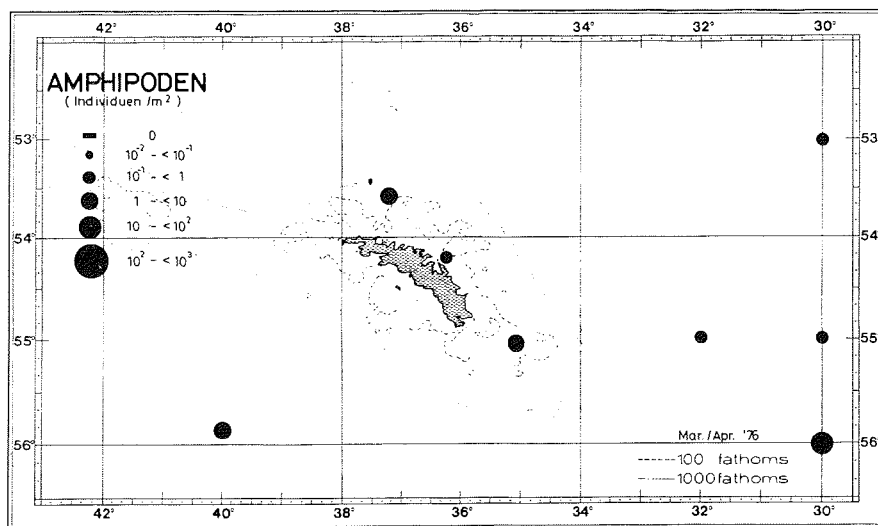 42° 40° 38° 36° 34° 32° 30°
AMPHIPODEN
( Individuen /m²)
0
10⁻² - <10⁻¹
10⁻¹ - < 1
1 - <10
10 - <10²
10² - <10³
53° 53°
54° 54°
55° 55°
56° 56°
Mar. / Apr. '76
100 fathoms
1000 fathoms
42° 40° 38° 36° 34° 32° 30°